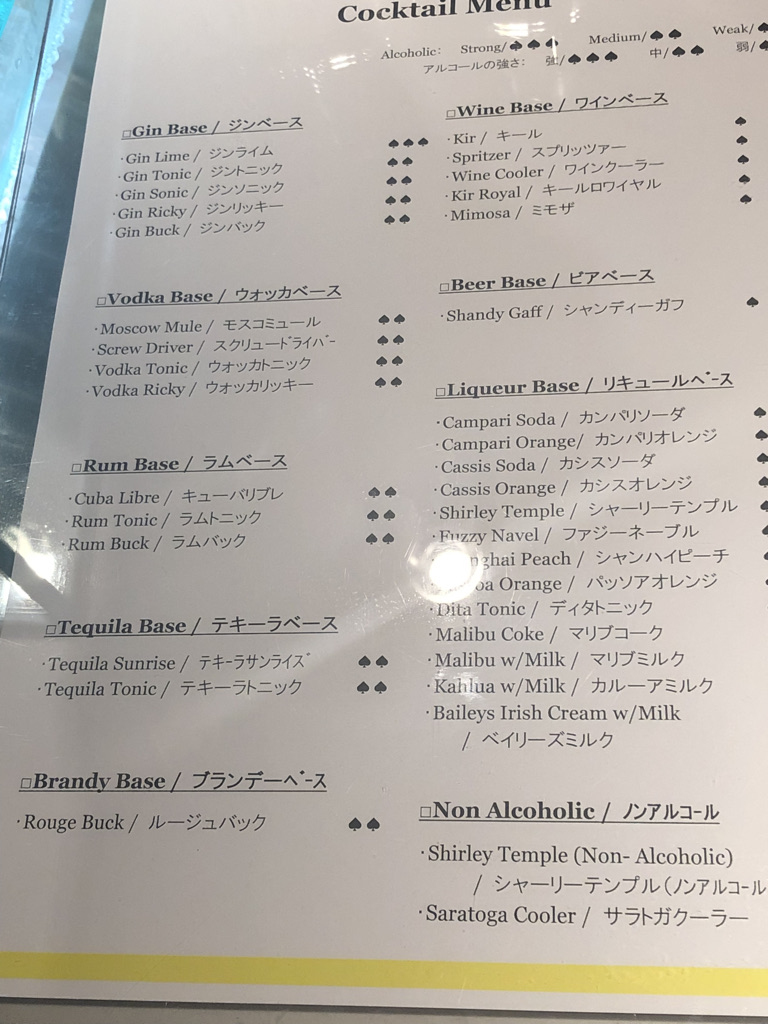 Cocktail Menu
Alcoholic: Strong/♠♠♠ Medium/♠♠ Weak/♠
アルコールの強さ: 強/♠♠♠ 中/♠♠ 弱/♠
□Gin Base / ジンベース
・Gin Lime / ジンライム ♠♠♠
・Gin Tonic / ジントニック ♠♠
・Gin Sonic / ジンソニック ♠♠
・Gin Ricky / ジンリッキー ♠♠
・Gin Buck / ジンバック ♠♠
□Vodka Base / ウオッカベース
・Moscow Mule / モスコミュール ♠♠
・Screw Driver / スクリュードライバー ♠♠
・Vodka Tonic / ウオッカトニック ♠♠
・Vodka Ricky / ウオッカリッキー ♠♠
□Rum Base / ラムベース
・Cuba Libre / キューバリブレ ♠♠
・Rum Tonic / ラムトニック ♠♠
・Rum Buck / ラムバック ♠♠
□Tequila Base / テキーラベース
・Tequila Sunrise / テキーラサンライズ ♠♠
・Tequila Tonic / テキーラトニック ♠♠
□Brandy Base / ブランデーベース
・Rouge Buck / ルージュバック ♠♠
□Wine Base / ワインベース
・Kir / キール ♠
・Spritzer / スプリッツァー ♠
・Wine Cooler / ワインクーラー ♠
・Kir Royal / キールロワイヤル ♠
・Mimosa / ミモザ ♠
□Beer Base / ビアベース
・Shandy Gaff / シャンディーガフ ♠
□Liqueur Base / リキュールベース
・Campari Soda / カンパリソーダ ♠
・Campari Orange/ カンパリオレンジ ♠
・Cassis Soda / カシスソーダ ♠
・Cassis Orange / カシスオレンジ ♠
・Shirley Temple / シャーリーテンプル ♠
・Fuzzy Navel / ファジーネーブル ♠
Peach / シャンハイピーチ
Orange / パッソアオレンジ
・Dita Tonic / ディタトニック
・Malibu Coke / マリブコーク
・Malibu w/Milk / マリブミルク
・Kahlua w/Milk / カルーアミルク
・Baileys Irish Cream w/Milk
/ ベイリーズミルク
□Non Alcoholic / ノンアルコール
・Shirley Temple (Non- Alcoholic)
/ シャーリーテンプル(ノンアルコール
・Saratoga Cooler / サラトガクーラー